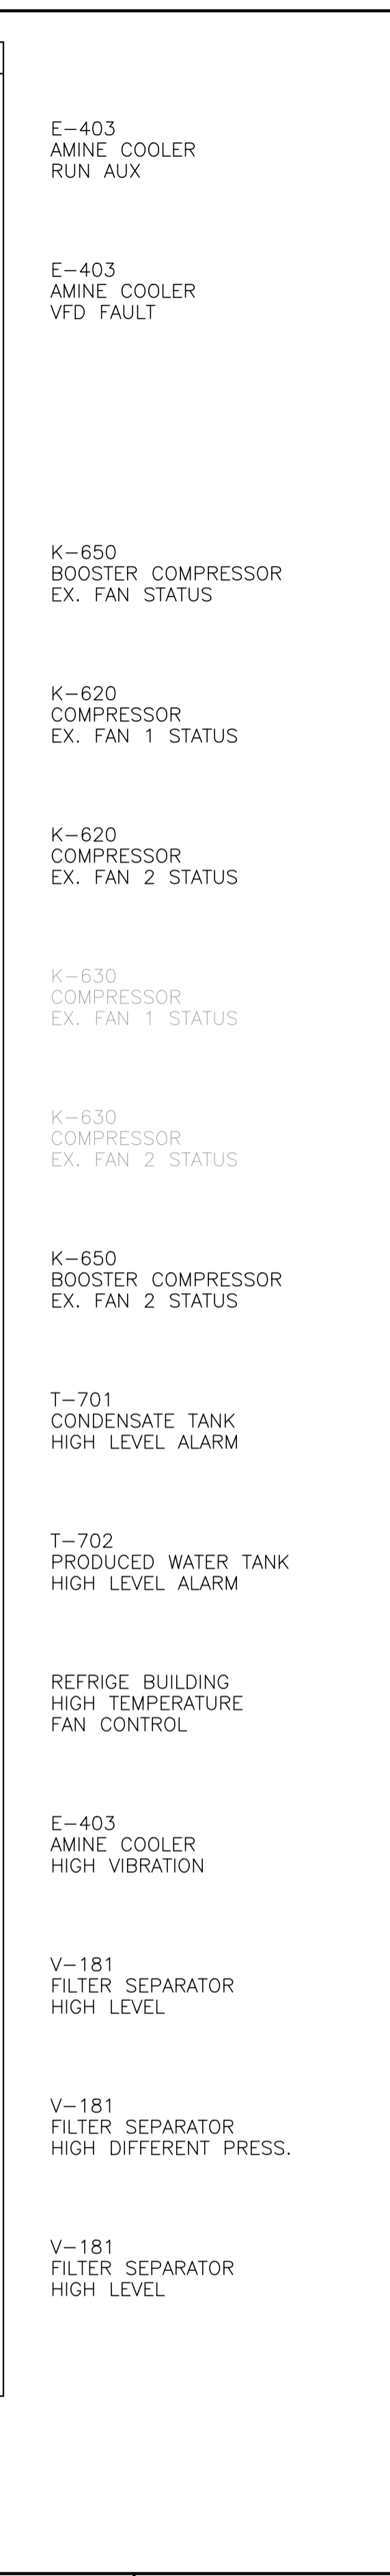 E-403
AMINE COOLER
RUN AUX
E-403
AMINE COOLER
VFD FAULT
K-650
BOOSTER COMPRESSOR
EX. FAN STATUS
K-620
COMPRESSOR
EX. FAN 1 STATUS
K-620
COMPRESSOR
EX. FAN 2 STATUS
K-630
COMPRESSOR
EX. FAN 1 STATUS
K-630
COMPRESSOR
EX. FAN 2 STATUS
K-650
BOOSTER COMPRESSOR
EX. FAN 2 STATUS
T-701
CONDENSATE TANK
HIGH LEVEL ALARM
T-702
PRODUCED WATER TANK
HIGH LEVEL ALARM
REFRIGE BUILDING
HIGH TEMPERATURE
FAN CONTROL
E-403
AMINE COOLER
HIGH VIBRATION
V-181
FILTER SEPARATOR
HIGH LEVEL
V-181
FILTER SEPARATOR
HIGH DIFFERENT PRESS.
V-181
FILTER SEPARATOR
HIGH LEVEL